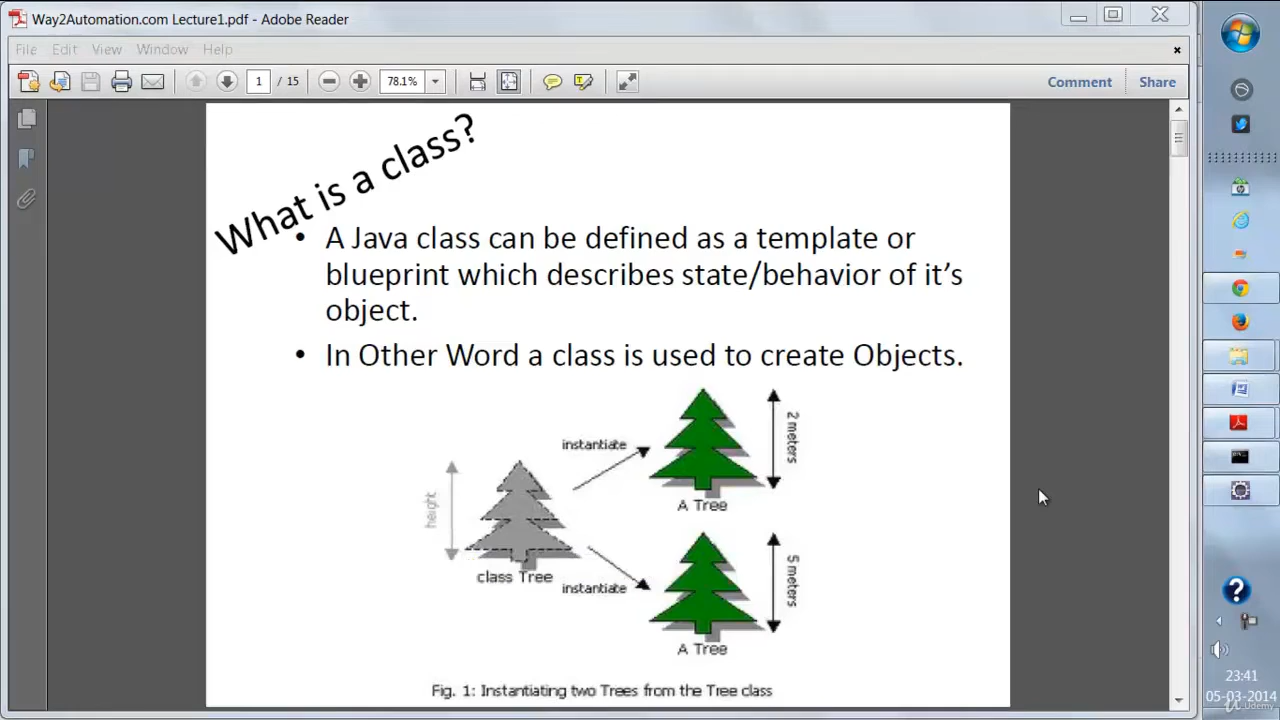 Way2Automation.com Lecture1.pdf - Adobe Reader
File Edit View Window Help
1 / 15 78.1% Comment Share
What is a class?
• A Java class can be defined as a template or
blueprint which describes state/behavior of it's
object.
• In Other Word a class is used to create Objects.
instantiate
2 meters
A Tree
height
class Tree
instantiate
5 meters
A Tree
Fig. 1: Instantiating two Trees from the Tree class
23:41
05-03-2014
Udemy